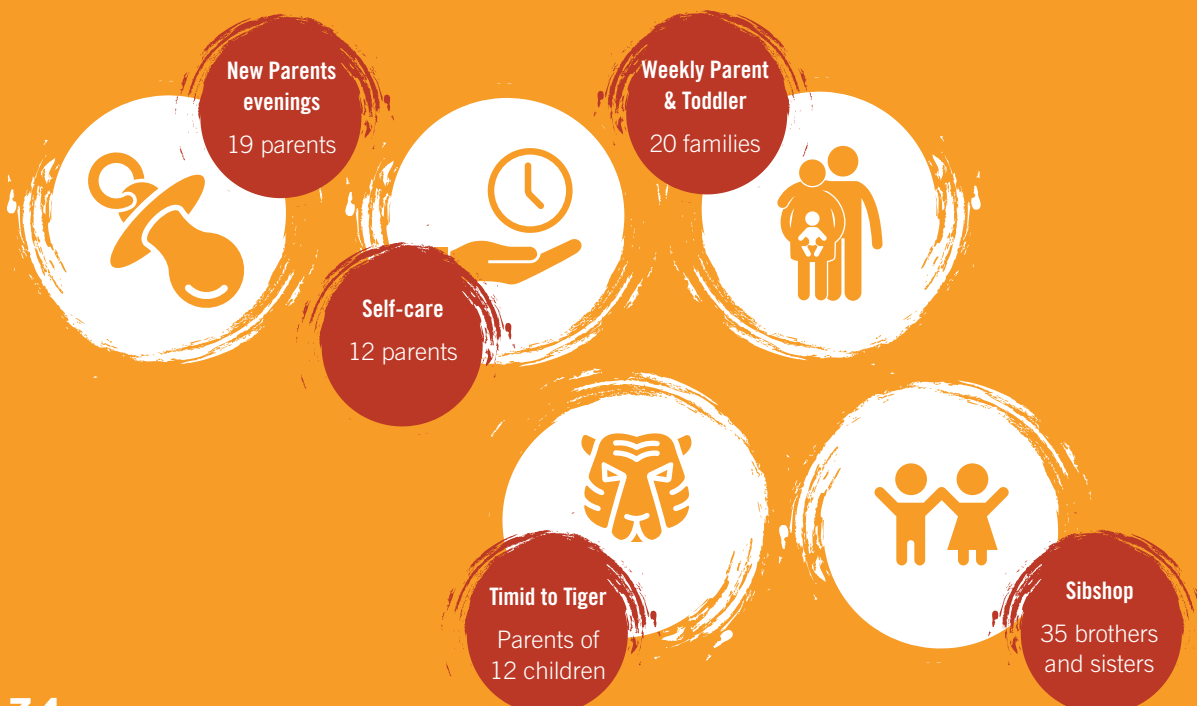 New Parents
evenings
19 parents
Weekly Parent
& Toddler
20 families
Self-care
12 parents
Timid to Tiger
Parents of
12 children
Sibshop
35 brothers
and sisters